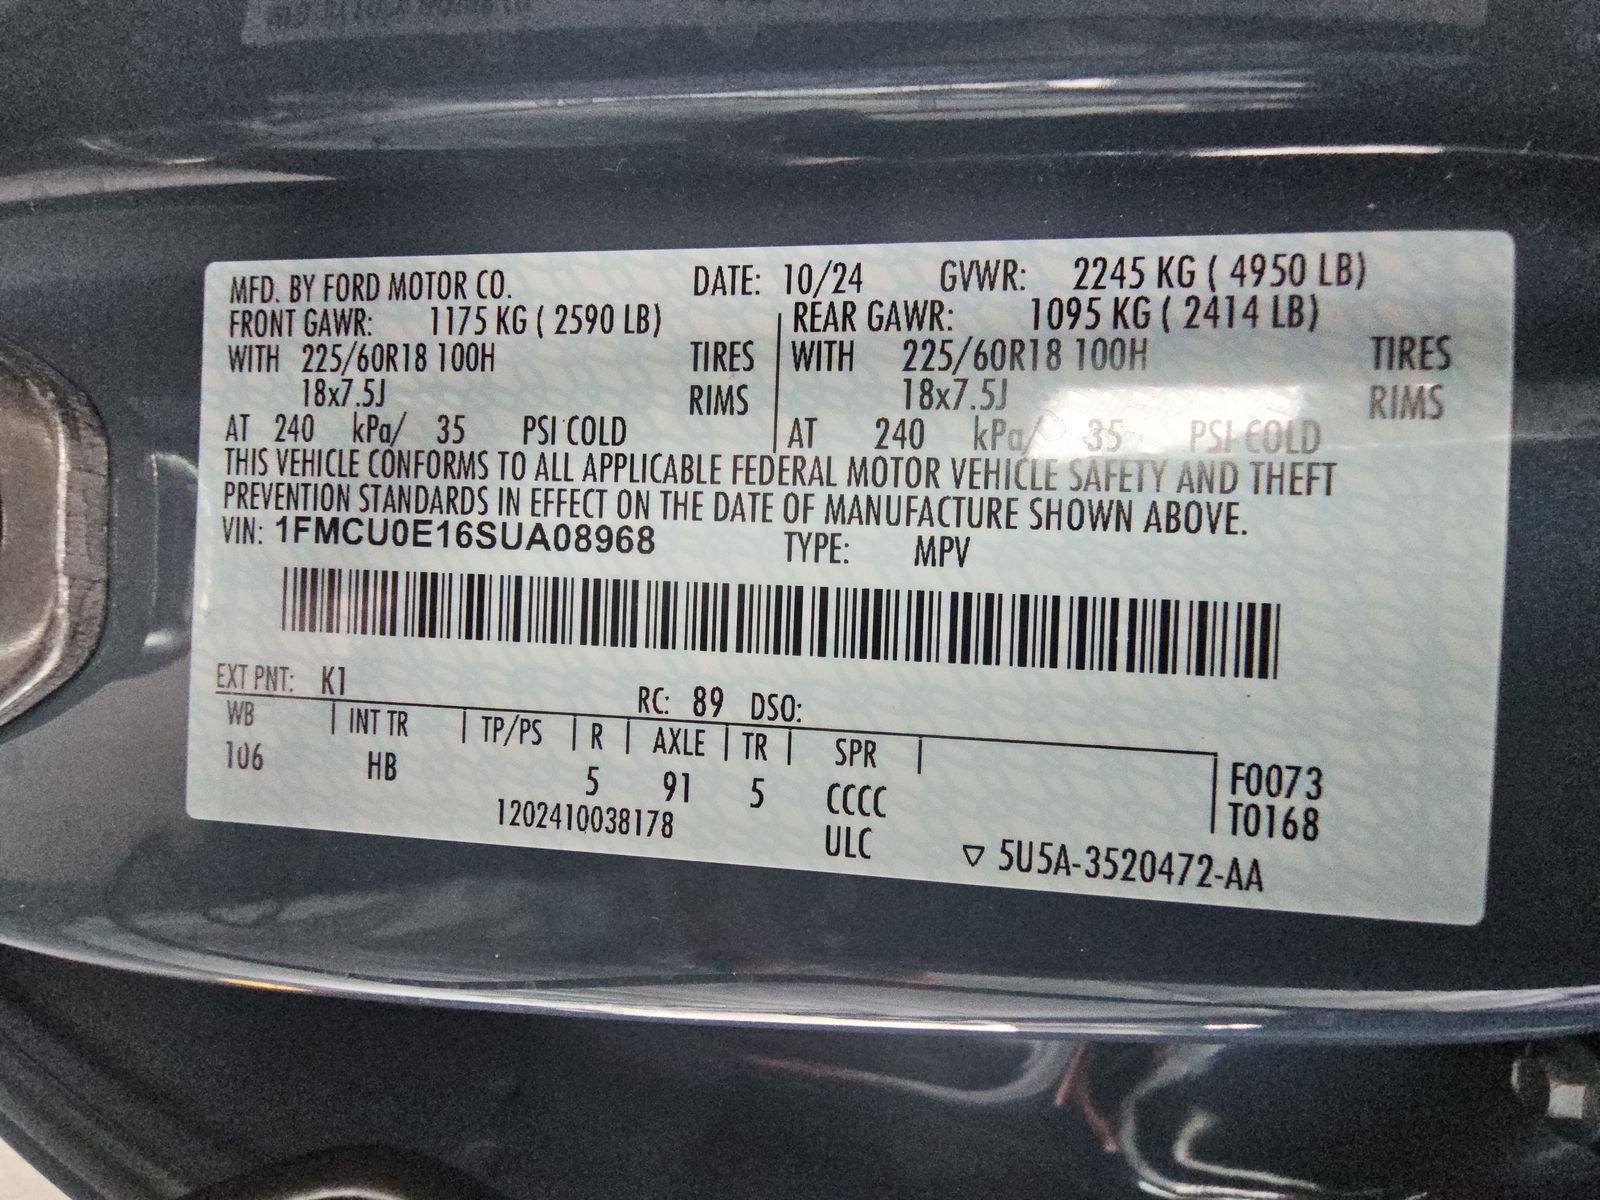 MFD. BY FORD MOTOR CO. DATE: 10/24 GVWR: 2245 KG ( 4950 LB)
FRONT GAWR: 1175 KG ( 2590 LB) REAR GAWR: 1095 KG ( 2414 LB)
WITH 225/60R18 100H TIRES WITH 225/60R18 100H TIRES
18x7.5J RIMS 18x7.5J RIMS
AT 240 kPa/ 35 PSI COLD AT 240 kPa/ 35 PSI COLD
THIS VEHICLE CONFORMS TO ALL APPLICABLE FEDERAL MOTOR VEHICLE SAFETY AND THEFT
PREVENTION STANDARDS IN EFFECT ON THE DATE OF MANUFACTURE SHOWN ABOVE.
VIN: 1FMCU0E16SUA08968 TYPE: MPV
EXT PNT: K1 RC: 89 DSO:
WB | INT TR | TP/PS | R | AXLE | TR | SPR |
106 HB 5 91 5 CCCC F0073
1202410038178 ULC T0168
▽ 5U5A-3520472-AA